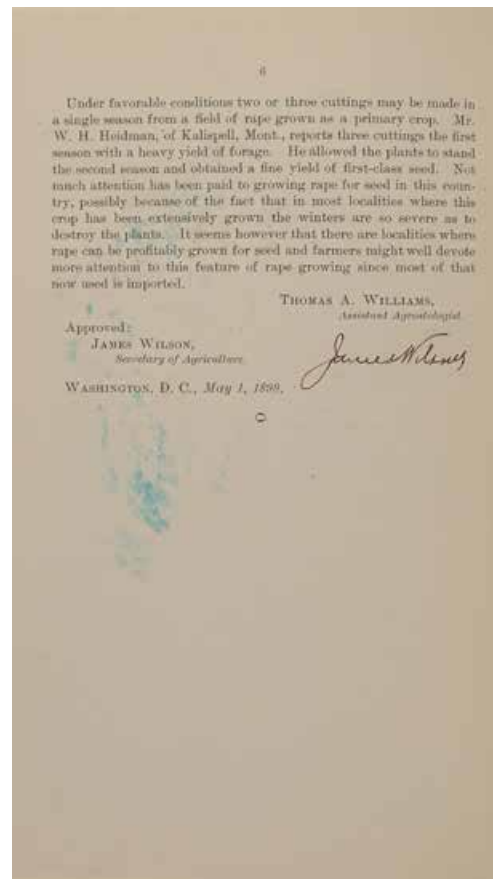 6
Under favorable conditions two or three cuttings may be made in
a single season from a field of rape grown as a primary crop. Mr.
W. H. Heidman, of Kalispell, Mont., reports three cuttings the first
season with a heavy yield of forage. He allowed the plants to stand
the second season and obtained a fine yield of first-class seed. Not
much attention has been paid to growing rape for seed in this coun-
try, possibly because of the fact that in most localities where this
crop has been extensively grown the winters are so severe as to
destroy the plants. It seems however that there are localities where
rape can be profitably grown for seed and farmers might well devote
more attention to this feature of rape growing since most of that
now used is imported.
THOMAS A. WILLIAMS,
Assistant Agrostologist.
Approved:
JAMES WILSON,
Secretary of Agriculture.
James Wilson
WASHINGTON, D. C., May 1, 1898.